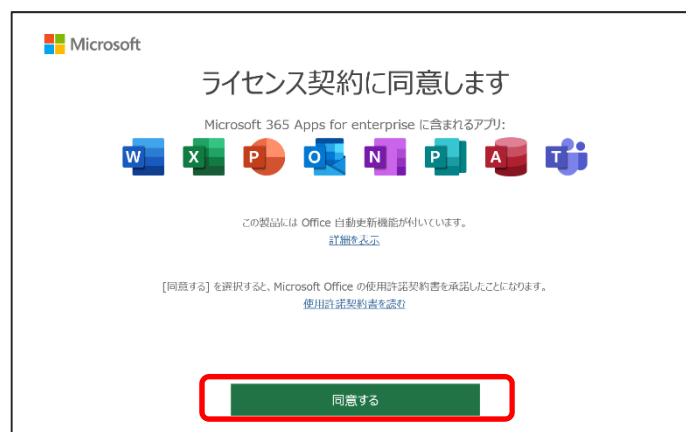 Microsoft
ライセンス契約に同意します
Microsoft 365 Apps for enterprise に含まれるアプリ:
W X P O N P A T
この製品には Office 自動更新機能が付いています。
詳細を表示
[同意する] を選択すると、Microsoft Office の使用許諾契約書を承諾したことになります。
使用許諾契約書を読む
同意する